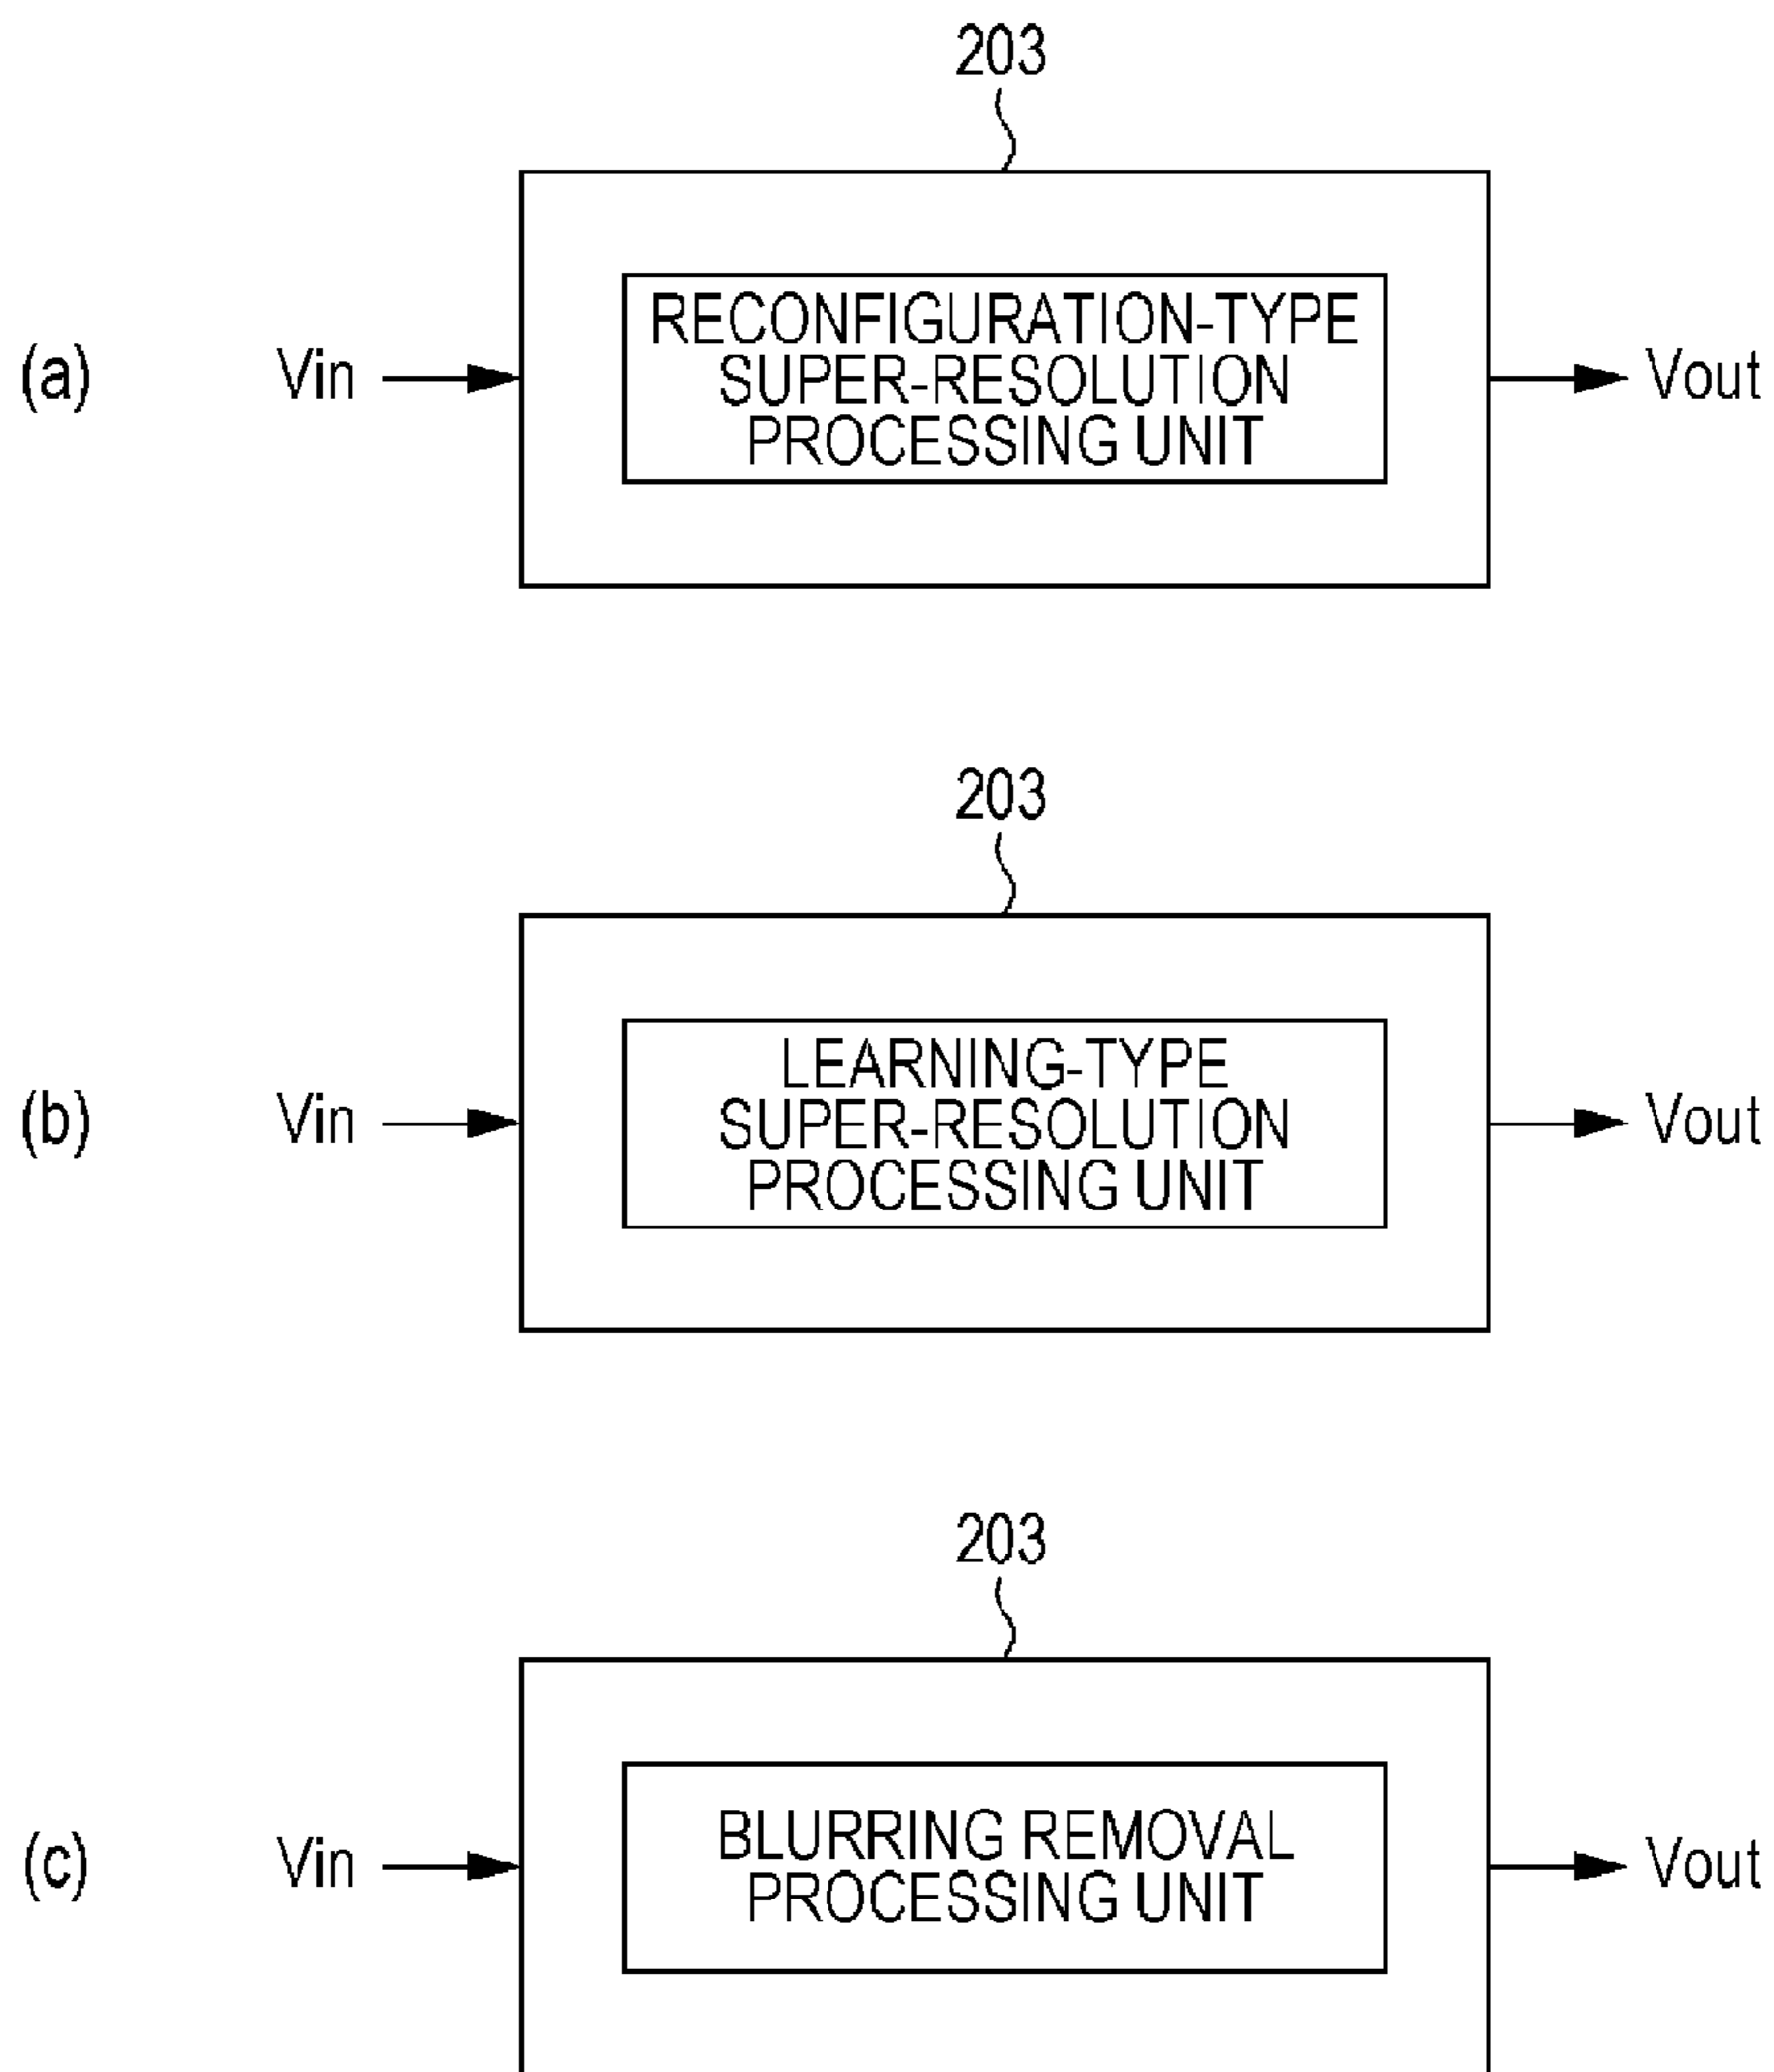 203
RECONFIGURATION-TYPE
SUPER-RESOLUTION
PROCESSING UNIT
(a)
Vin
Vout
203
LEARNING-TYPE
SUPER-RESOLUTION
PROCESSING UNIT
(b)
Vin
Vout
203
BLURRING REMOVAL
PROCESSING UNIT
(c)
Vin
Vout